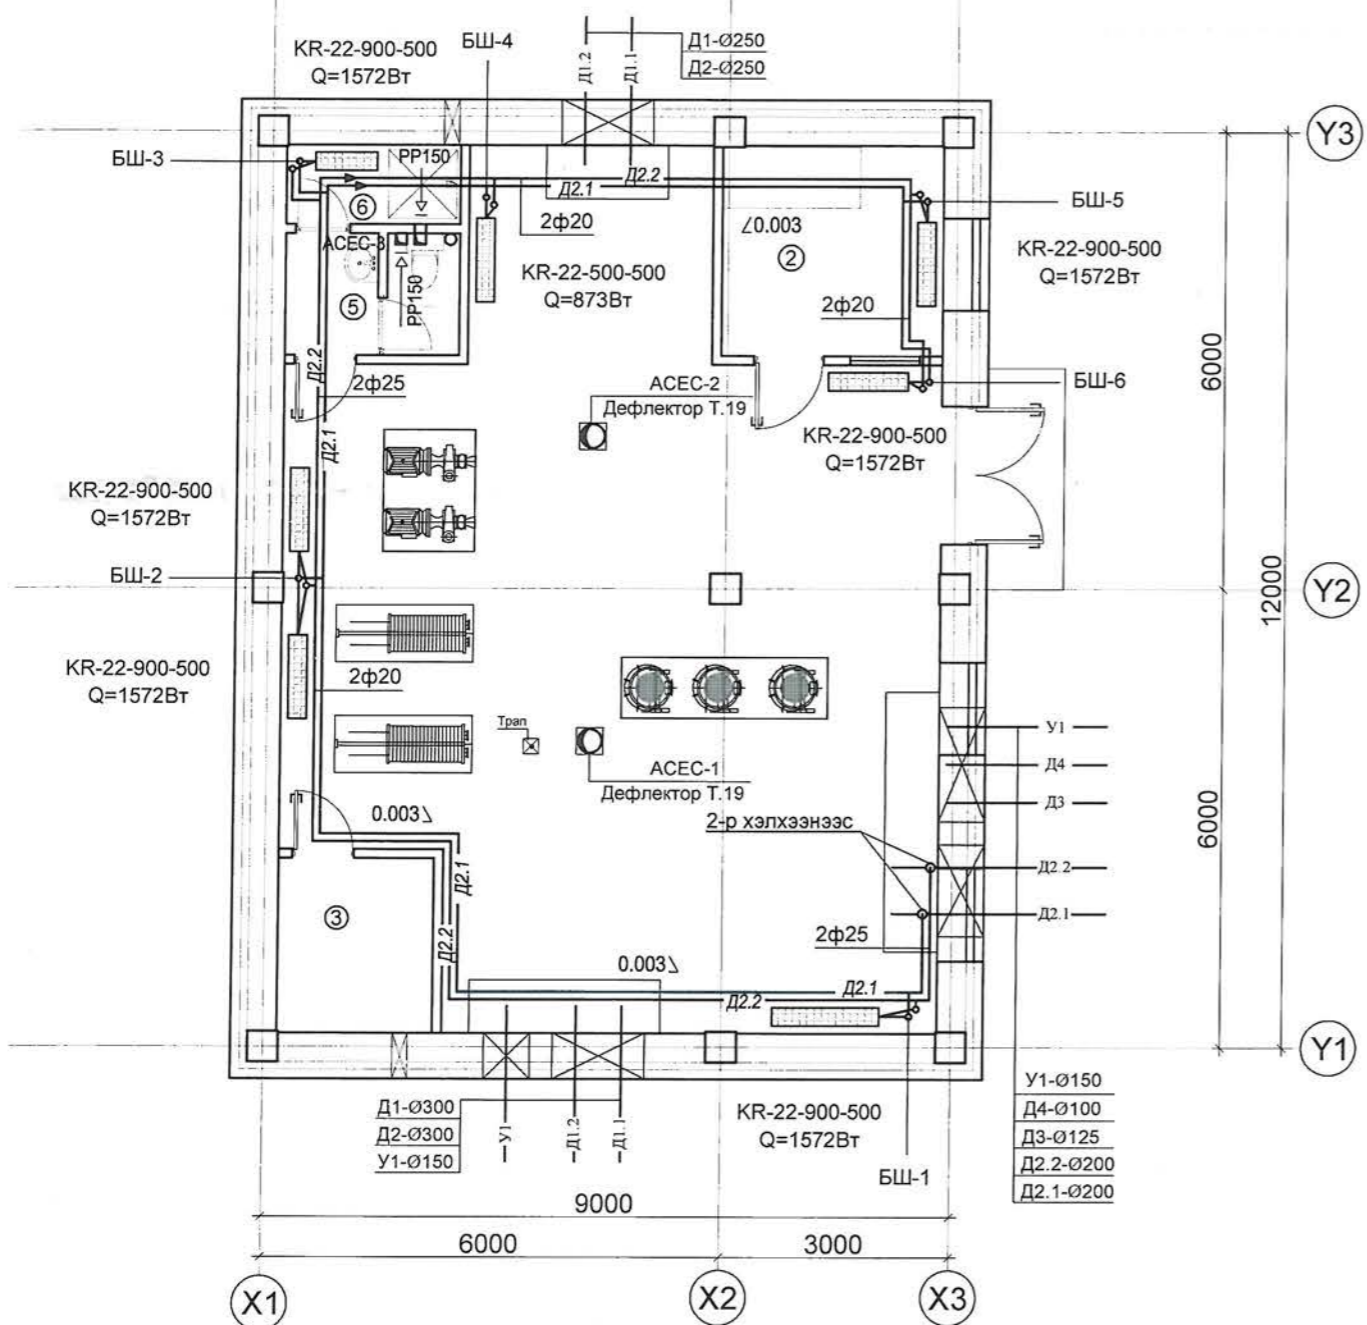 KR-22-900-500
Q=1572Вт
БШ-4
Д1.2
Д1.1
Д1-Ø250
Д2-Ø250
Y3
БШ-3
РР150
Д2.1
Д2.2
6
2ф20
∠0.003
2
БШ-5
АСЕС-3
KR-22-500-500
Q=873Вт
KR-22-900-500
Q=1572Вт
5
РР150
2ф20
6000
Д2.2
2ф25
АСЕС-2
Дефлектор Т.19
БШ-6
Д2.1
KR-22-900-500
Q=1572Вт
KR-22-900-500
Q=1572Вт
БШ-2
12000
Y2
KR-22-900-500
Q=1572Вт
2ф20
Трап
У1
АСЕС-1
Дефлектор Т.19
Д4
Д3
0.003∠
2-р хэлхээнээс
6000
Д2.1
Д2.2
Д2.2
Д2.1
3
2ф25
0.003∠
Д2.2
Д2.1
Y1
Д1-Ø300
Д2-Ø300
У1-Ø150
У1
Д1.2
Д1.1
KR-22-900-500
Q=1572Вт
БШ-1
У1-Ø150
Д4-Ø100
Д3-Ø125
Д2.2-Ø200
Д2.1-Ø200
9000
6000
3000
X1
X2
X3